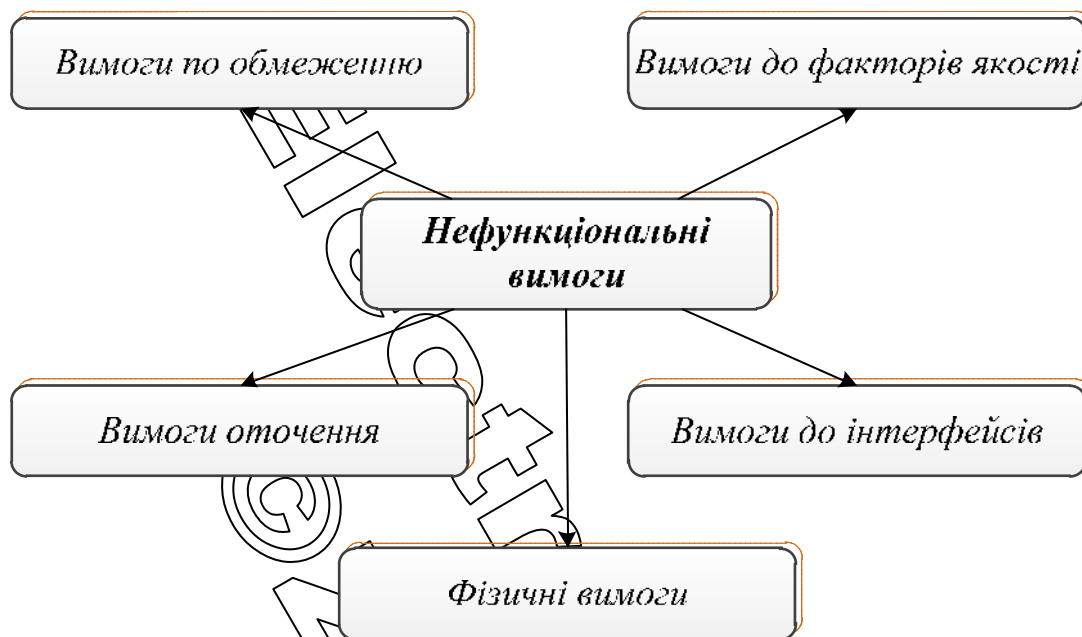 Вимоги по обмеженню
Вимоги до факторів якості
Нефункціональні
вимоги
Вимоги оточення
Вимоги до інтерфейсів
Фізичні вимоги